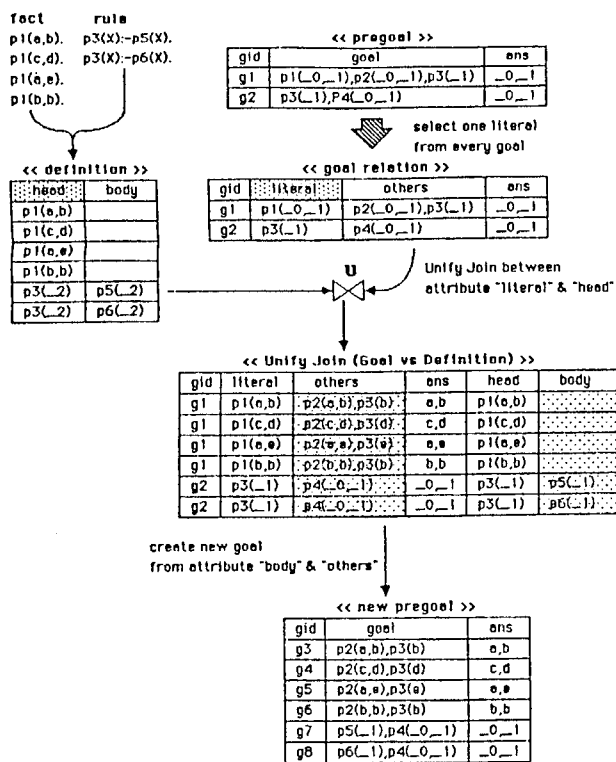 fact rule
p1(a,b). p3(X):-p5(X).
p1(c,d). p3(X):-p6(X).
p1(a,e).
p1(b,b).
<< pregoal >>
gid goal ans
g1 p1(_0,_1),p2(_0,_1),p3(_1) _0,_1
g2 p3(_1),P4(_0,_1) _0,_1
select one literal
from every goal
<< definition >>
head body
p1(a,b)
p1(c,d)
p1(a,e)
p1(b,b)
p3(_2) p5(_2)
p3(_2) p6(_2)
<< goal relation >>
gid literal others ans
g1 p1(_0,_1) p2(_0,_1),p3(_1) _0,_1
g2 p3(_1) p4(_0,_1) _0,_1
U
Unify Join between
attribute "literal" & "head"
<< Unify Join (Goal vs Definition) >>
gid literal others ans head body
g1 p1(a,b) p2(a,b),p3(b) a,b p1(a,b)
g1 p1(c,d) p2(c,d),p3(d) c,d p1(c,d)
g1 p1(a,e) p2(a,e),p3(e) a,e p1(a,e)
g1 p1(b,b) p2(b,b),p3(b) b,b p1(b,b)
g2 p3(_1) p4(_0,_1) _0,_1 p3(_1) p5(_1)
g2 p3(_1) p4(_0,_1) _0,_1 p3(_1) p6(_1)
create new goal
from attribute "body" & "others"
<< new pregoal >>
gid goal ans
g3 p2(a,b),p3(b) a,b
g4 p2(c,d),p3(d) c,d
g5 p2(a,e),p3(e) a,e
g6 p2(b,b),p3(b) b,b
g7 p5(_1),p4(_0,_1) _0,_1
g8 p6(_1),p4(_0,_1) _0,_1